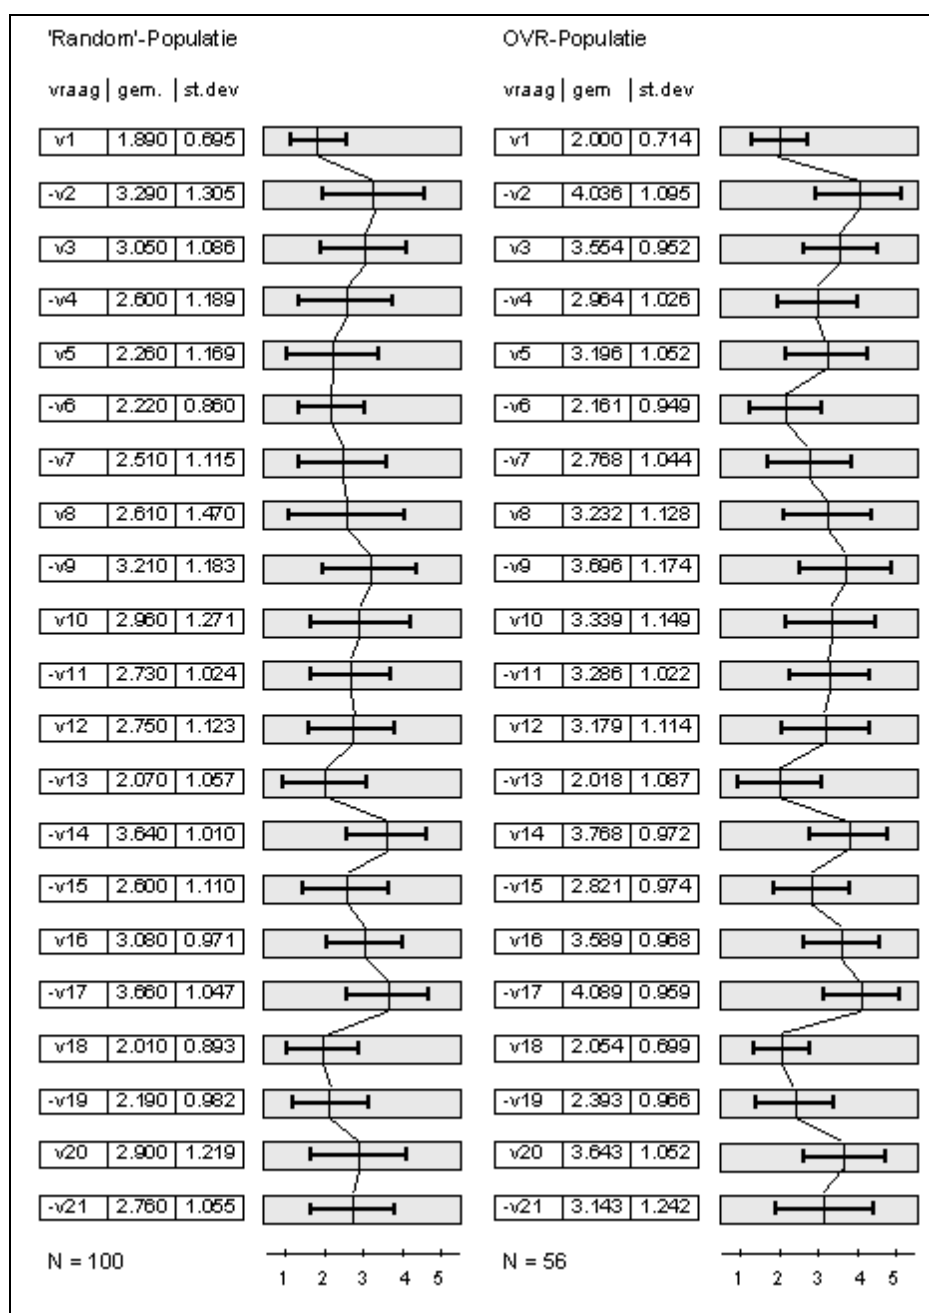 'Random'-Populatie OVR-Populatie
vraag gem. st.dev vraag gem st.dev
v1 1.890 0.695 v1 2.000 0.714
-v2 3.290 1.305 -v2 4.036 1.095
v3 3.050 1.086 v3 3.554 0.952
-v4 2.600 1.189 -v4 2.964 1.026
v5 2.260 1.169 v5 3.196 1.052
-v6 2.220 0.860 -v6 2.161 0.949
-v7 2.510 1.115 -v7 2.768 1.044
v8 2.610 1.470 v8 3.232 1.128
-v9 3.210 1.183 -v9 3.696 1.174
v10 2.960 1.271 v10 3.339 1.149
-v11 2.730 1.024 -v11 3.286 1.022
v12 2.750 1.123 v12 3.179 1.114
-v13 2.070 1.057 -v13 2.018 1.087
-v14 3.640 1.010 -v14 3.768 0.972
-v15 2.600 1.110 -v15 2.821 0.974
v16 3.080 0.971 v16 3.589 0.968
-v17 3.660 1.047 -v17 4.089 0.959
v18 2.010 0.893 v18 2.054 0.699
-v19 2.190 0.982 -v19 2.393 0.966
v20 2.900 1.219 v20 3.643 1.052
-v21 2.760 1.055 -v21 3.143 1.242
N = 100 N = 56
1 2 3 4 5 1 2 3 4 5